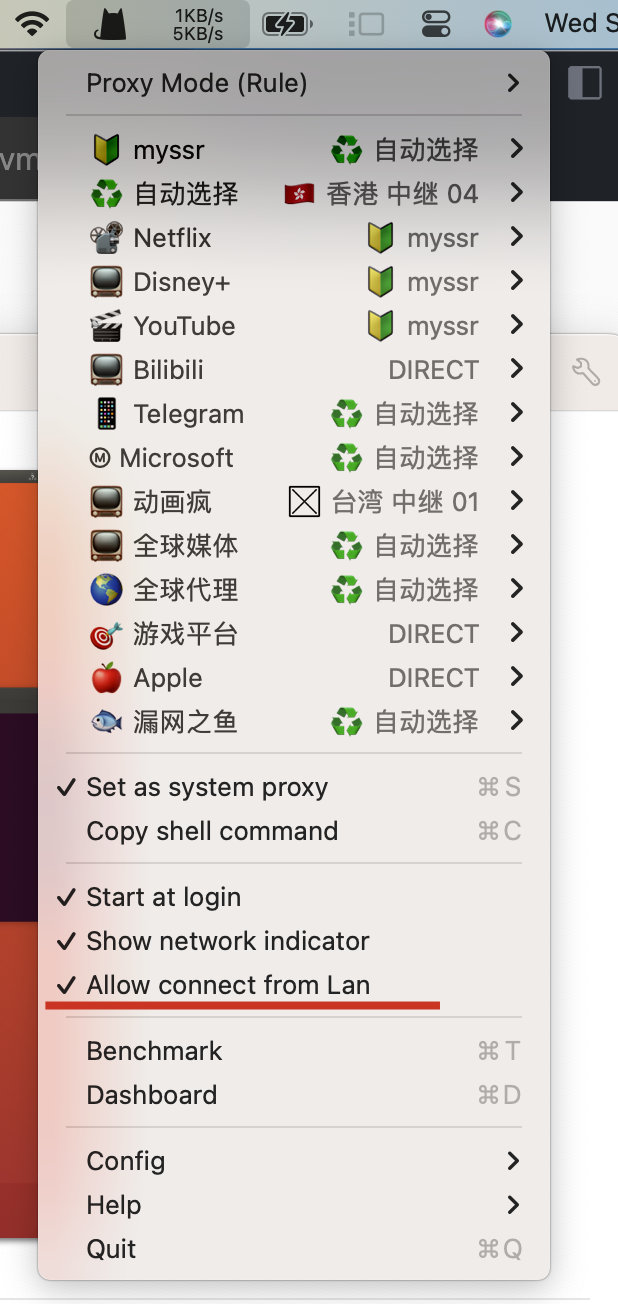 1KB/s
5KB/s
Wed S
Proxy Mode (Rule)
vm
myssr 自动选择
自动选择 香港 中继 04
Netflix myssr
Disney+ myssr
YouTube myssr
Bilibili DIRECT
Telegram 自动选择
Ⓜ Microsoft 自动选择
动画疯 台湾 中继 01
全球媒体 自动选择
全球代理 自动选择
游戏平台 DIRECT
Apple DIRECT
漏网之鱼 自动选择
Set as system proxy ⌘ S
Copy shell command ⌘ C
Start at login
Show network indicator
Allow connect from Lan
Benchmark ⌘ T
Dashboard ⌘ D
Config
Help
Quit ⌘ Q